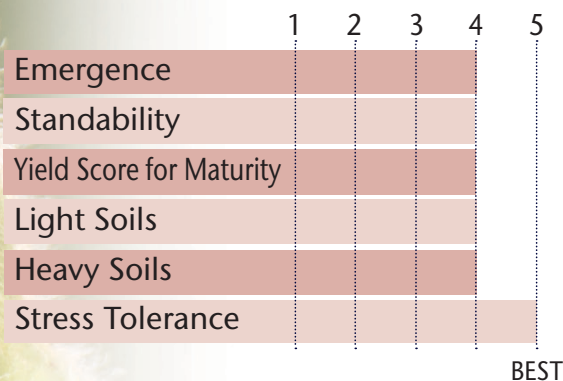 1 2 3 4 5
Emergence
Standability
Yield Score for Maturity
Light Soils
Heavy Soils
Stress Tolerance
BEST